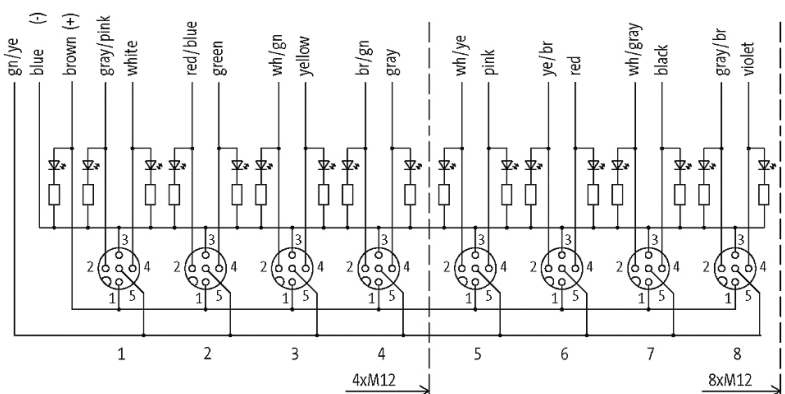 gn/ye
blue (-)
brown (+)
gray/pink
white
red/blue
green
wh/gn
yellow
br/gn
gray
wh/ye
pink
ye/br
red
wh/gray
black
gray/br
violet
3 3 3 3 3 3 3 3
2 4 2 4 2 4 2 4 2 4 2 4 2 4 2 4
1 5 1 5 1 5 1 5 1 5 1 5 1 5 1 5
1 2 3 4 5 6 7 8
4xM12 8xM12